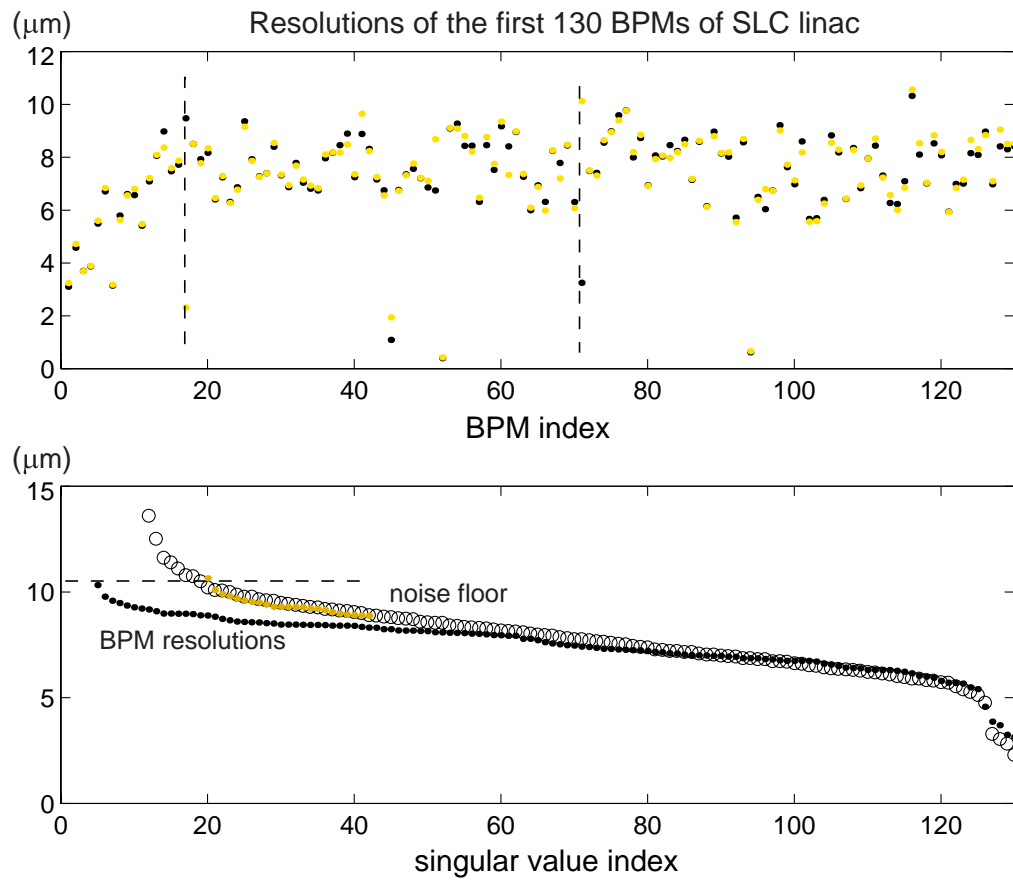 (μm)
Resolutions of the first 130 BPMs of SLC linac
12
10
8
6
4
2
0
0 20 40 60 80 100 120
BPM index
(μm)
15
10
5
0
noise floor
BPM resolutions
0 20 40 60 80 100 120
singular value index